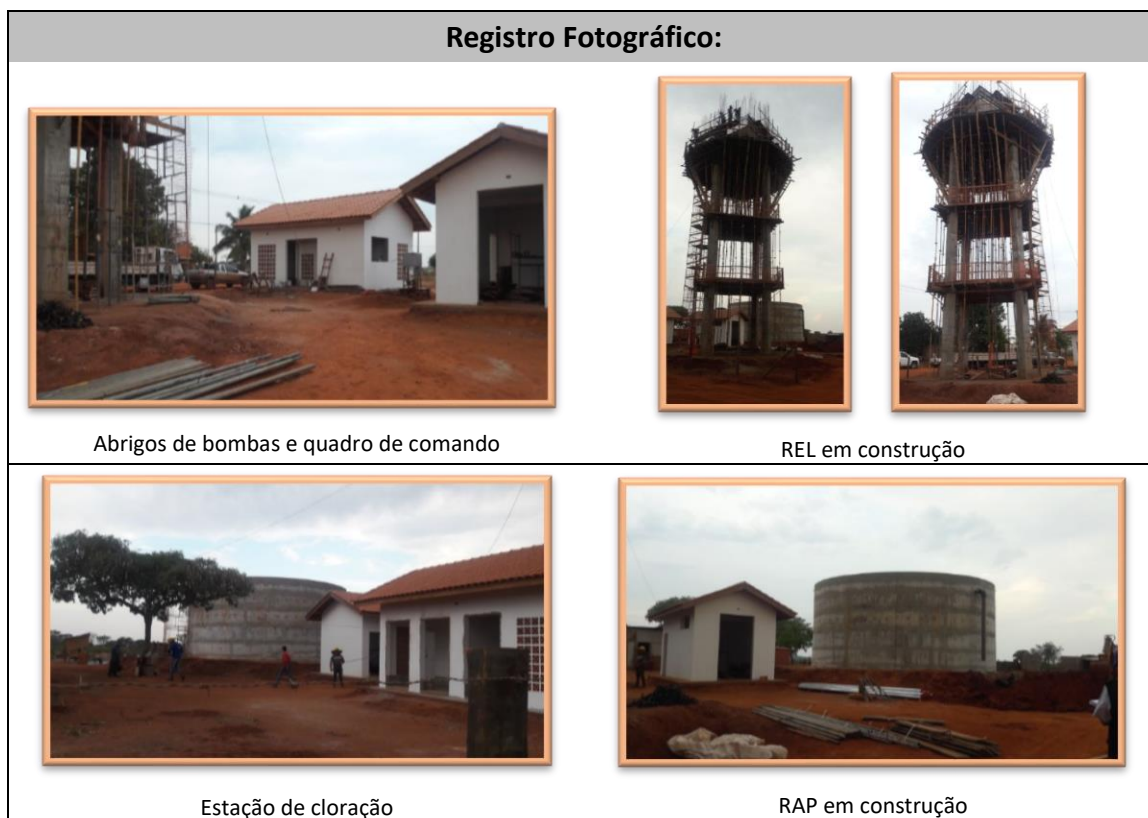 Registro Fotográfico:
Abrigos de bombas e quadro de comando
REL em construção
Estação de cloração
RAP em construção